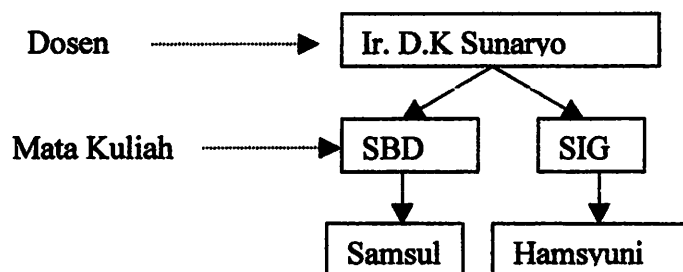 Dosen Ir. D.K Sunaryo
Mata Kuliah SBD SIG
Samsul Hamsyuni